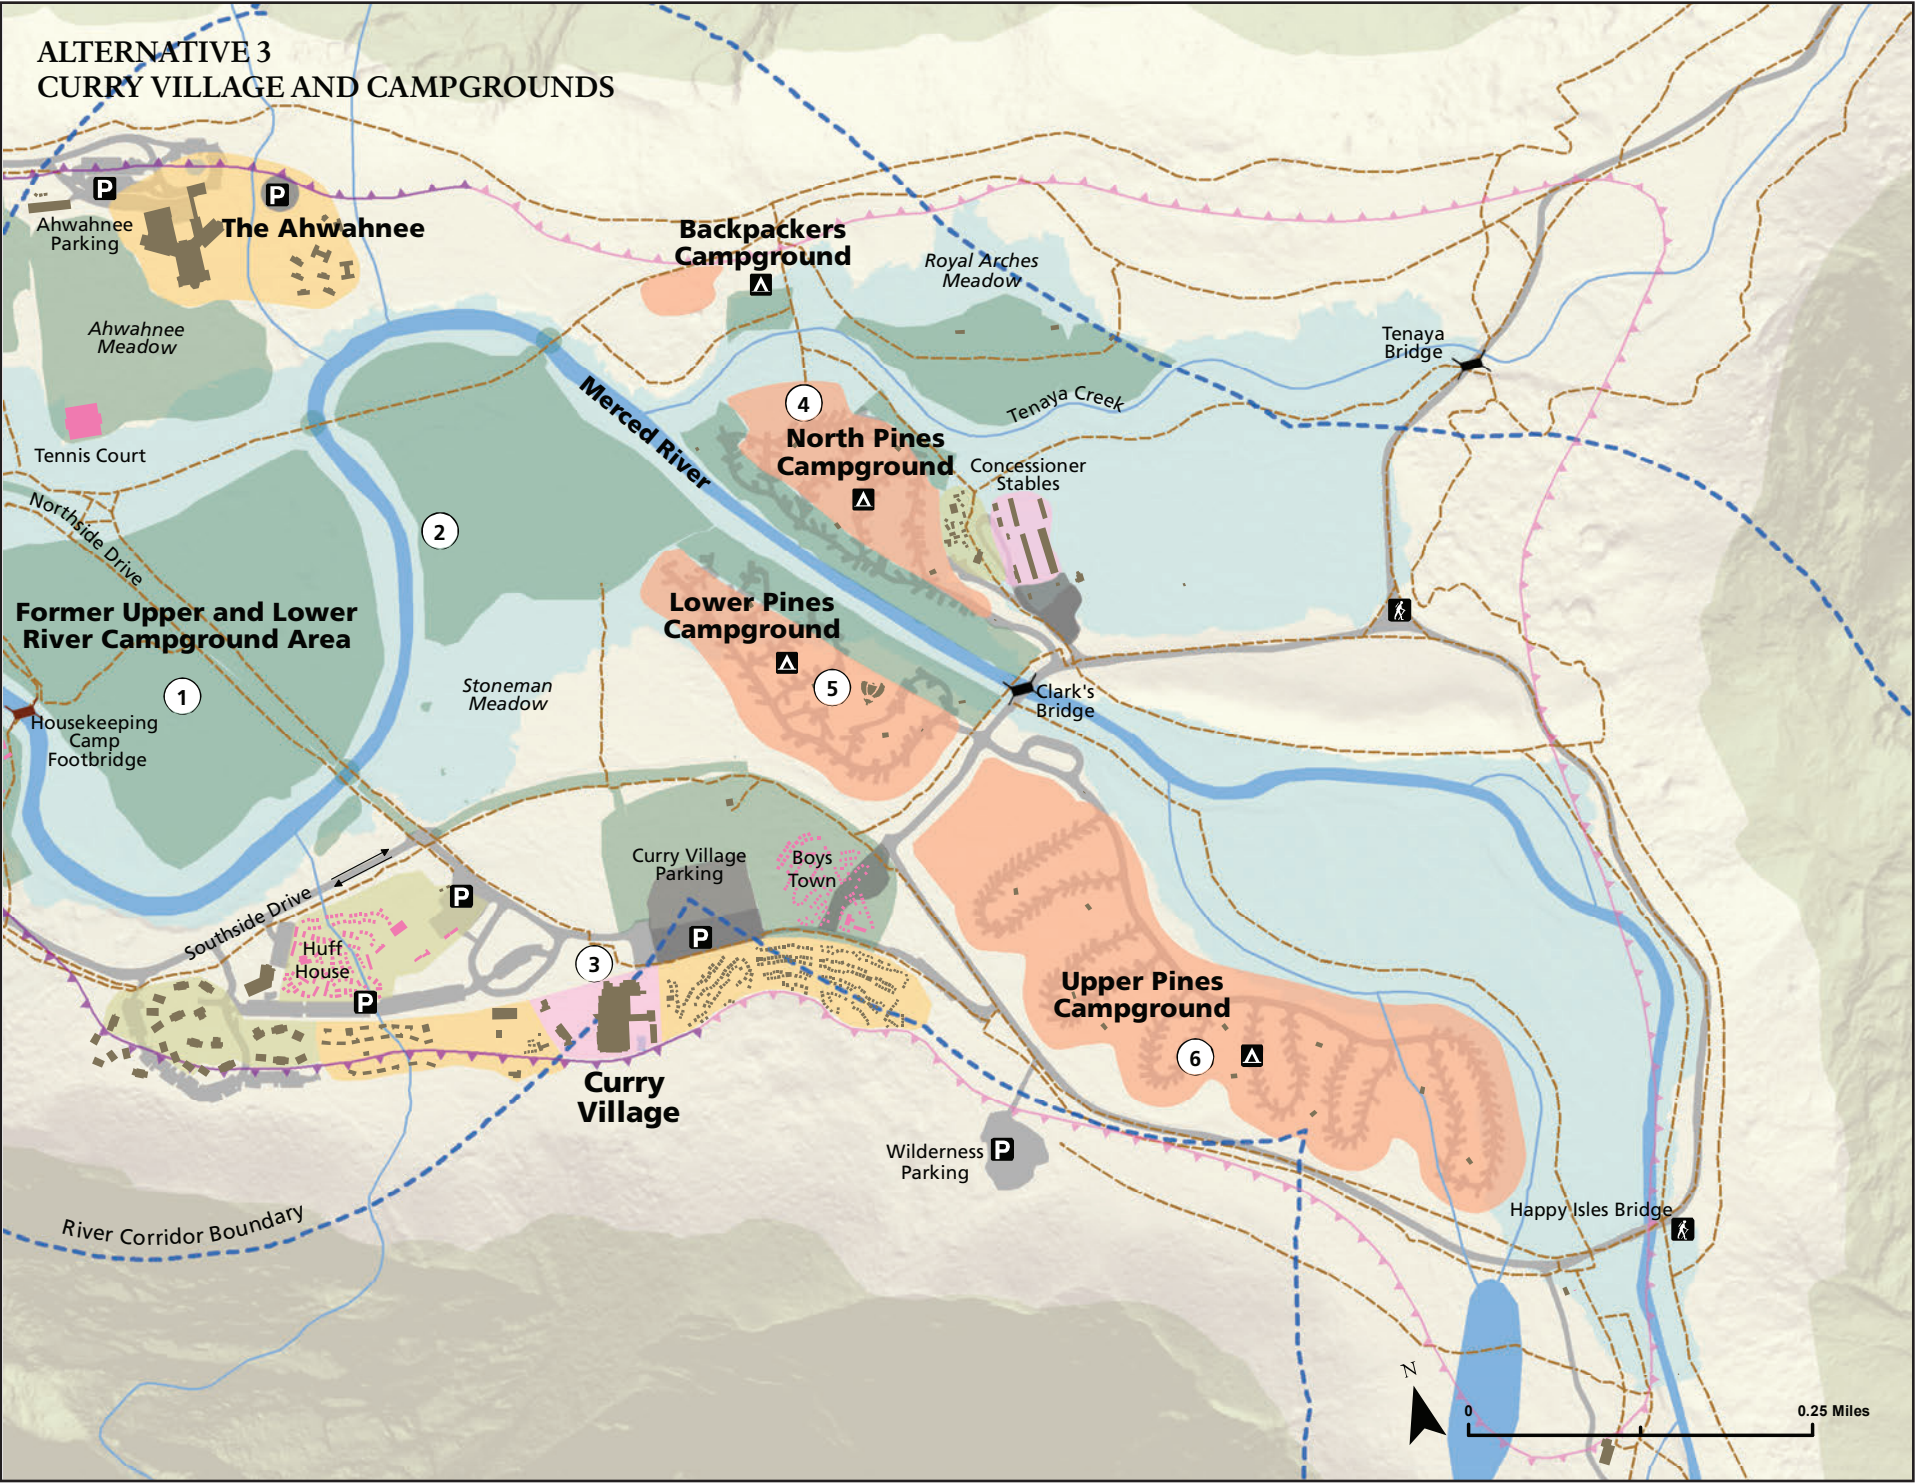 ALTERNATIVE 3
CURRY VILLAGE AND CAMPGROUNDS
P
P
Ahwahnee
Parking
The Ahwahnee
Backpackers
Campground
Royal Arches
Meadow
Ahwahnee
Meadow
Tenaya
Bridge
Merced River
Tenaya Creek
4
North Pines
Campground
Tennis Court
Concessioner
Stables
Northside Drive
2
Former Upper and Lower
River Campground Area
Lower Pines
Campground
1
5
Stoneman
Meadow
Clark's
Bridge
Housekeeping
Camp
Footbridge
Curry Village
Parking
Boys
Town
P
Southside Drive
Huff
House
P
3
P
Upper Pines
Campground
6
Curry
Village
Wilderness
Parking
P
River Corridor Boundary
Happy Isles Bridge
N
0
0.25 Miles